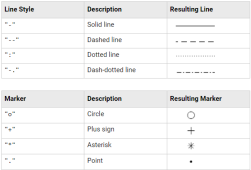 Line Style Description Resulting Line
"-" Solid line
"--" Dashed line
":" Dotted line
"-." Dash-dotted line
Marker Description Resulting Marker
"o" Circle
"+" Plus sign
"*" Asterisk
"." Point